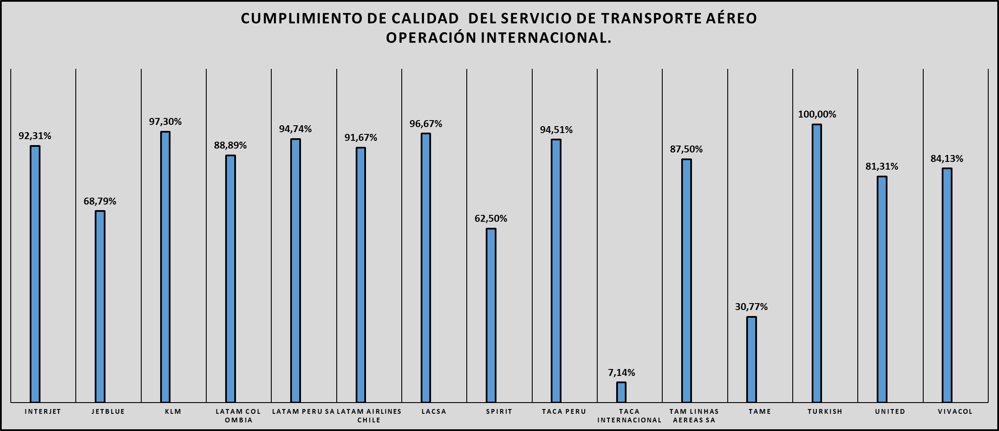 CUMPLIMIENTO DE CALIDAD  DEL SERVICIO DE TRANSPORTE AÉREO
OPERACIÓN INTERNACIONAL.
92,31%
68,79%
97,30%
88,89%
94,74%
91,67%
96,67%
62,50%
94,51%
7,14%
87,50%
30,77%
100,00%
81,31%
84,13%
INTERJET
JETBLUE
KLM
LATAM COL
OMBIA
LATAM PERU SA
LATAM AIRLINES
CHILE
LACSA
SPIRIT
TACA PERU
TACA
INTERNACIONAL
TAM LINHAS
AEREAS SA
TAME
TURKISH
UNITED
VIVACOL